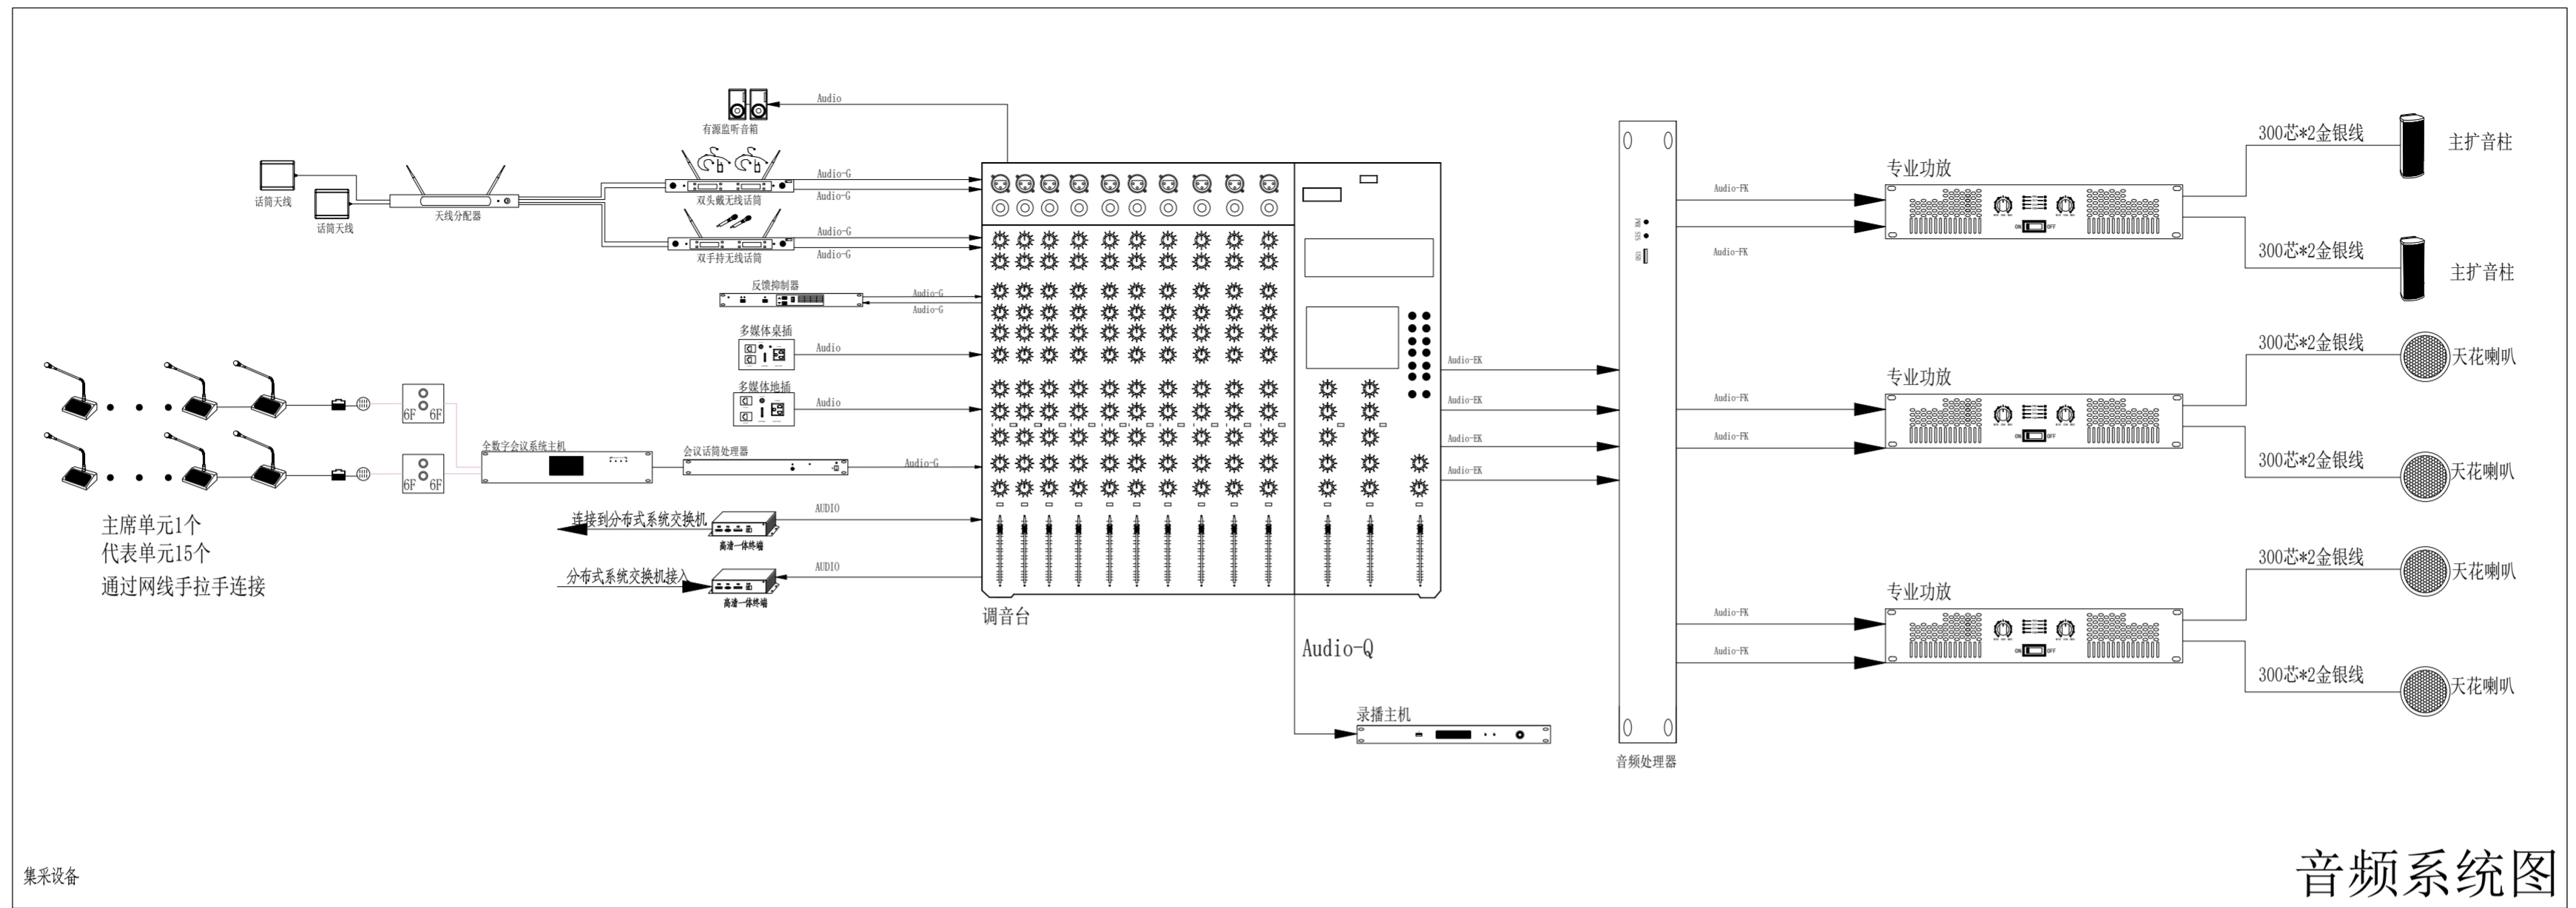 Audio
有源监听音箱
话筒天线
话筒天线
天线分配器
Audio-G
双头戴无线话筒
Audio-G
Audio-G
双手持无线话筒
Audio-G
反馈抑制器
Audio-G
Audio-G
多媒体桌插
Audio
多媒体地插
Audio
6F 6F
6F 6F
全数字会议系统主机
会议话筒处理器
Audio-G
主席单元1个
代表单元15个
通过网线手拉手连接
连接到分布式系统交换机
AUDIO
高清一体终端
分布式系统交换机接入
AUDIO
高清一体终端
调音台
Audio-Q
录播主机
Audio-EK
Audio-EK
Audio-EK
Audio-EK
PWR
SYS
USB
音频处理器
Audio-FK
Audio-FK
专业功放
ON OFF
300芯*2金银线
主扩音柱
300芯*2金银线
主扩音柱
Audio-FK
Audio-FK
专业功放
ON OFF
300芯*2金银线
天花喇叭
300芯*2金银线
天花喇叭
Audio-FK
Audio-FK
专业功放
ON OFF
300芯*2金银线
天花喇叭
300芯*2金银线
天花喇叭
集采设备
音频系统图